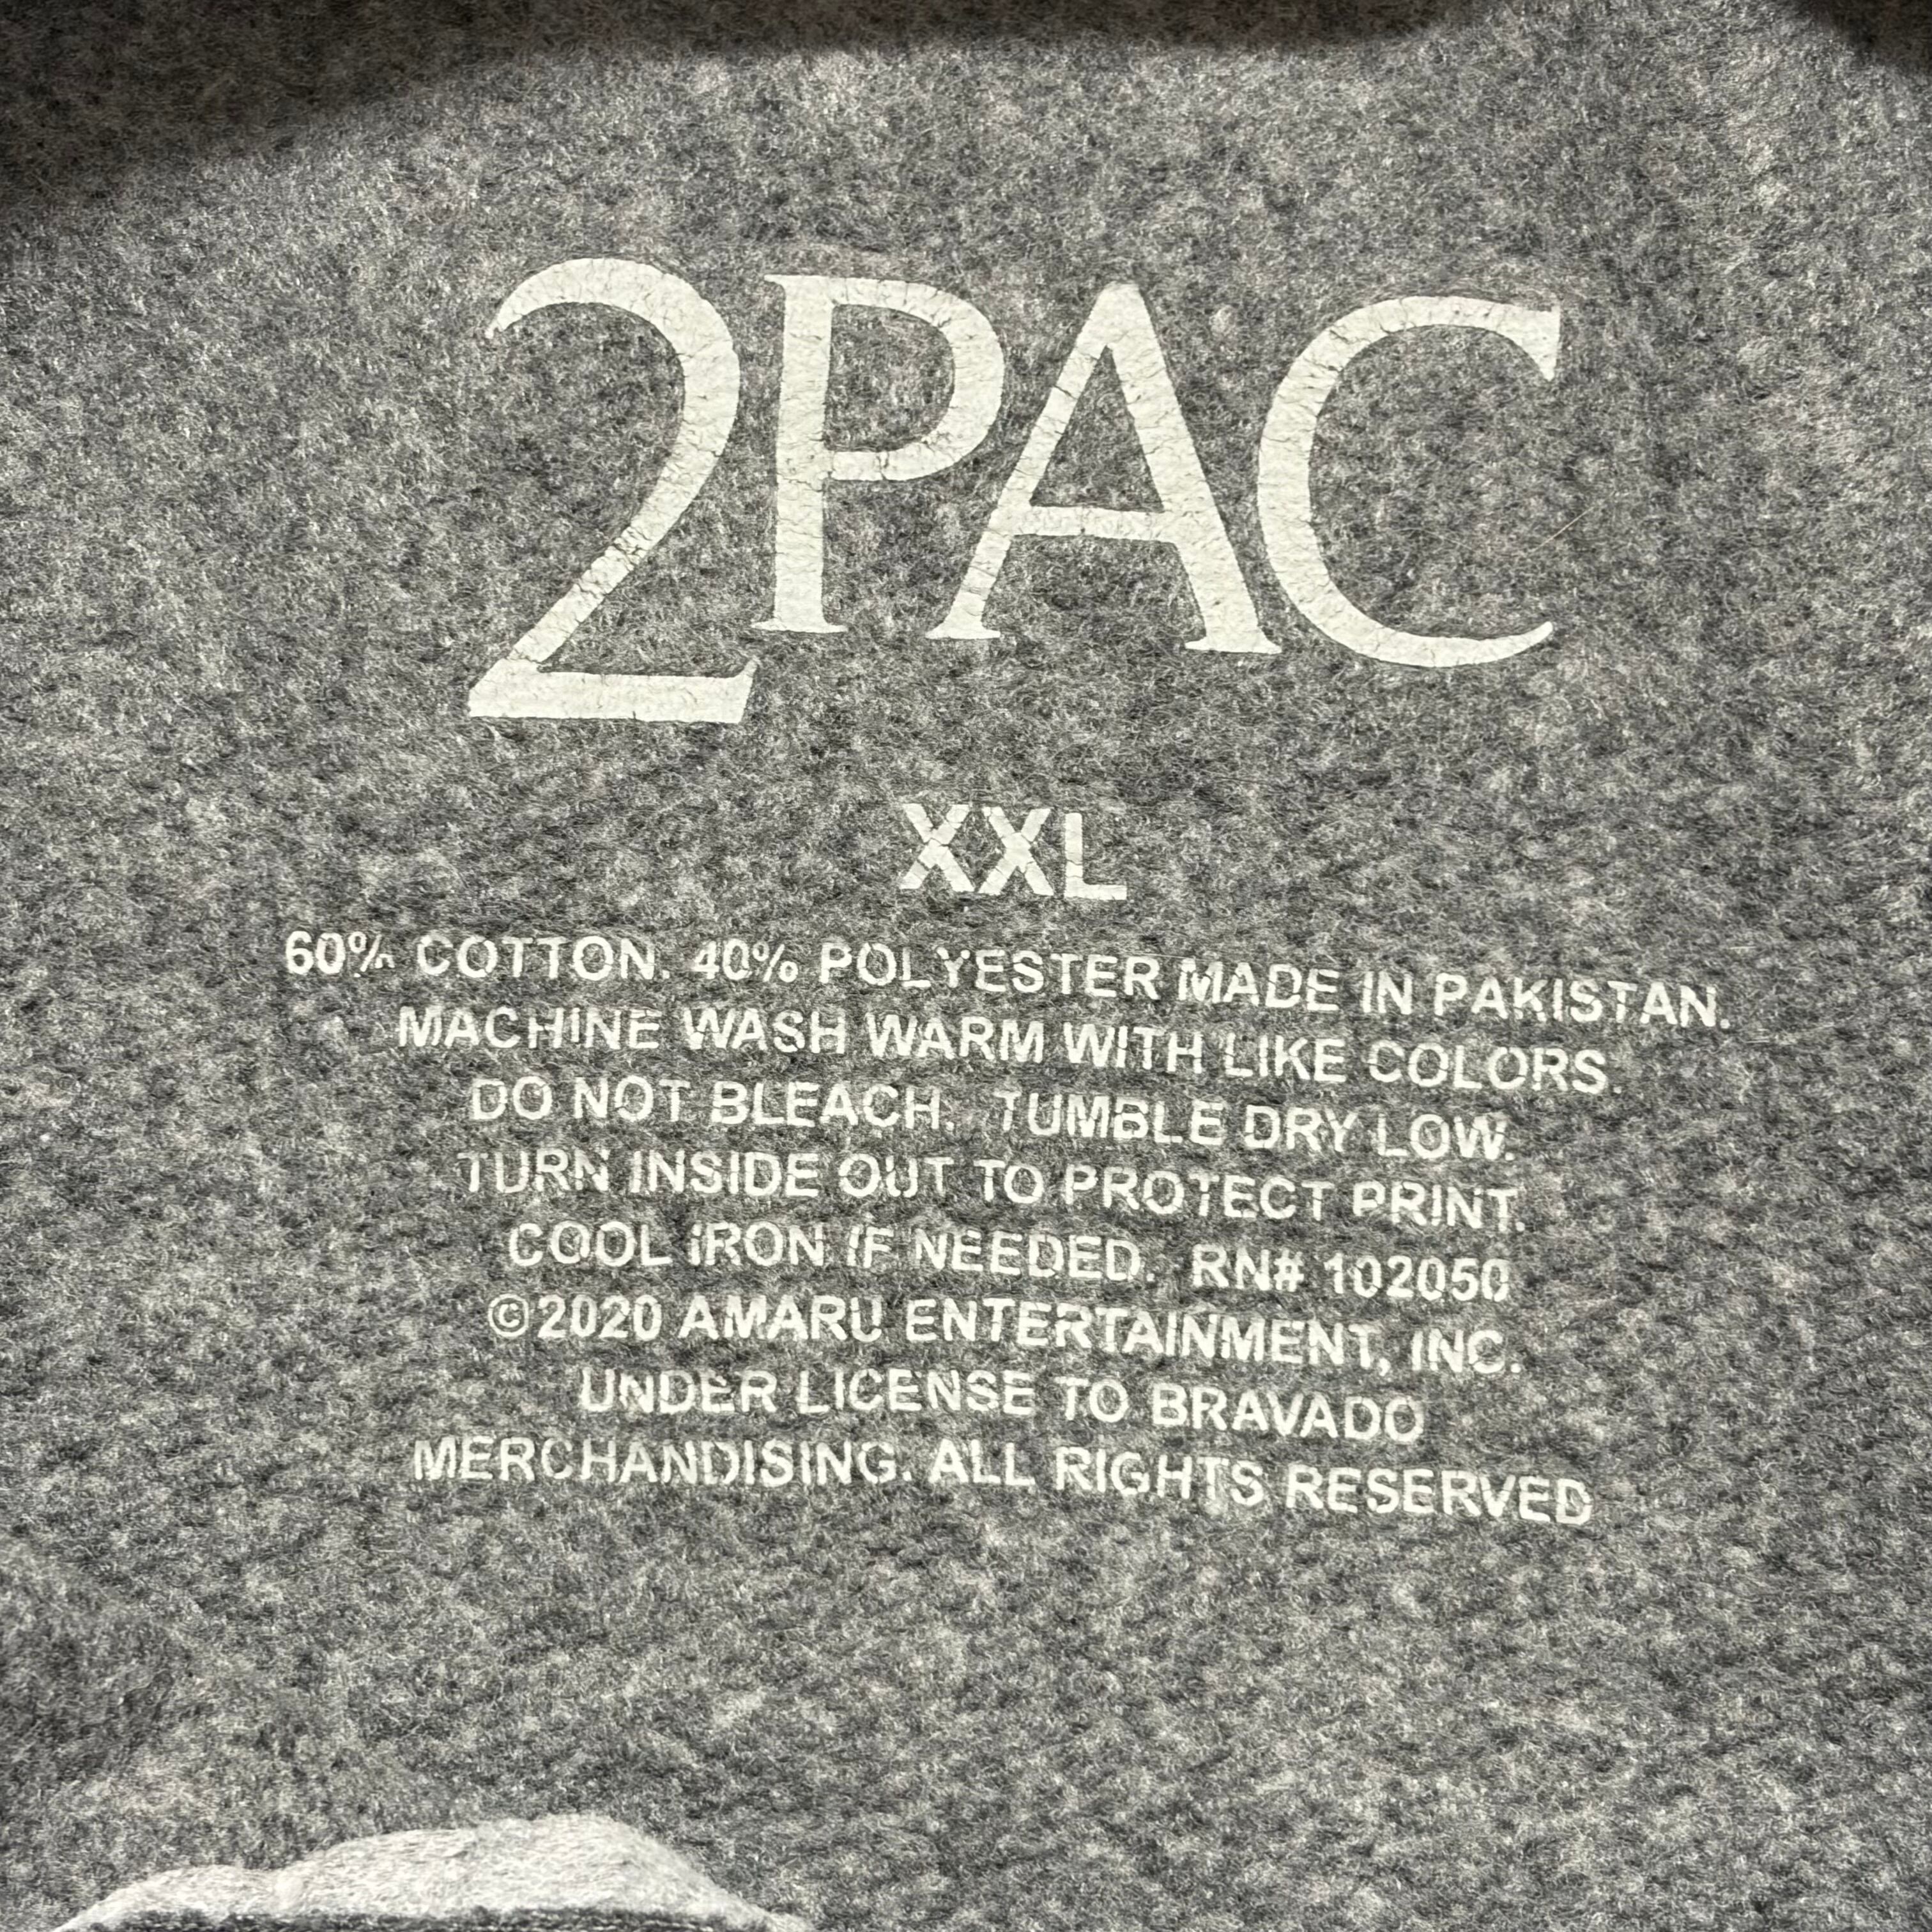 2PAC
XXL
60% COTTON. 40% POLYESTER MADE IN PAKISTAN.
MACHINE WASH WARM WITH LIKE COLORS.
DO NOT BLEACH. TUMBLE DRY LOW.
TURN INSIDE OUT TO PROTECT PRINT.
COOL IRON IF NEEDED. RN# 102050
©2020 AMARU ENTERTAINMENT, INC.
UNDER LICENSE TO BRAVADO
MERCHANDISING. ALL RIGHTS RESERVED